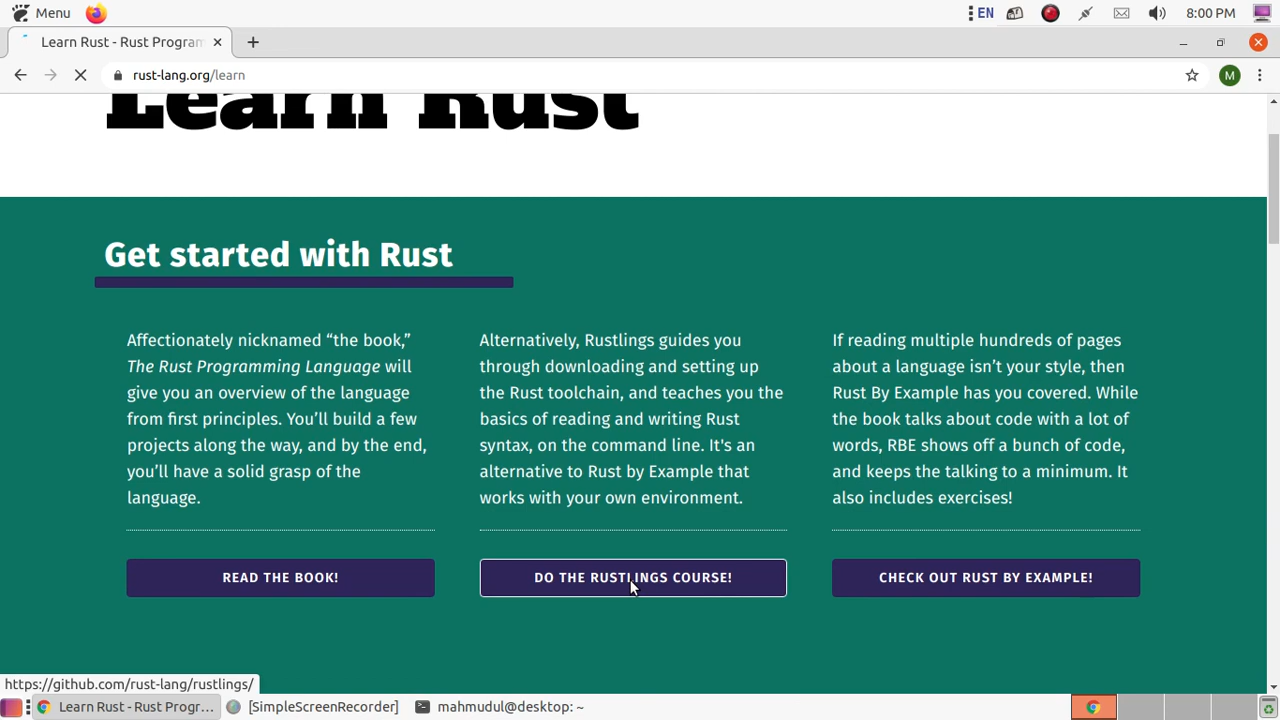 Menu
EN
8:00 PM
Learn Rust - Rust Program
rust-lang.org/learn
M
Learn Rust
Get started with Rust
Affectionately nicknamed “the book,”
The Rust Programming Language will
give you an overview of the language
from first principles. You’ll build a few
projects along the way, and by the end,
you’ll have a solid grasp of the
language.
READ THE BOOK!
Alternatively, Rustlings guides you
through downloading and setting up
the Rust toolchain, and teaches you the
basics of reading and writing Rust
syntax, on the command line. It's an
alternative to Rust by Example that
works with your own environment.
DO THE RUSTLINGS COURSE!
If reading multiple hundreds of pages
about a language isn’t your style, then
Rust By Example has you covered. While
the book talks about code with a lot of
words, RBE shows off a bunch of code,
and keeps the talking to a minimum. It
also includes exercises!
CHECK OUT RUST BY EXAMPLE!
https://github.com/rust-lang/rustlings/
Learn Rust - Rust Progr...
[SimpleScreenRecorder]
mahmudul@desktop: ~